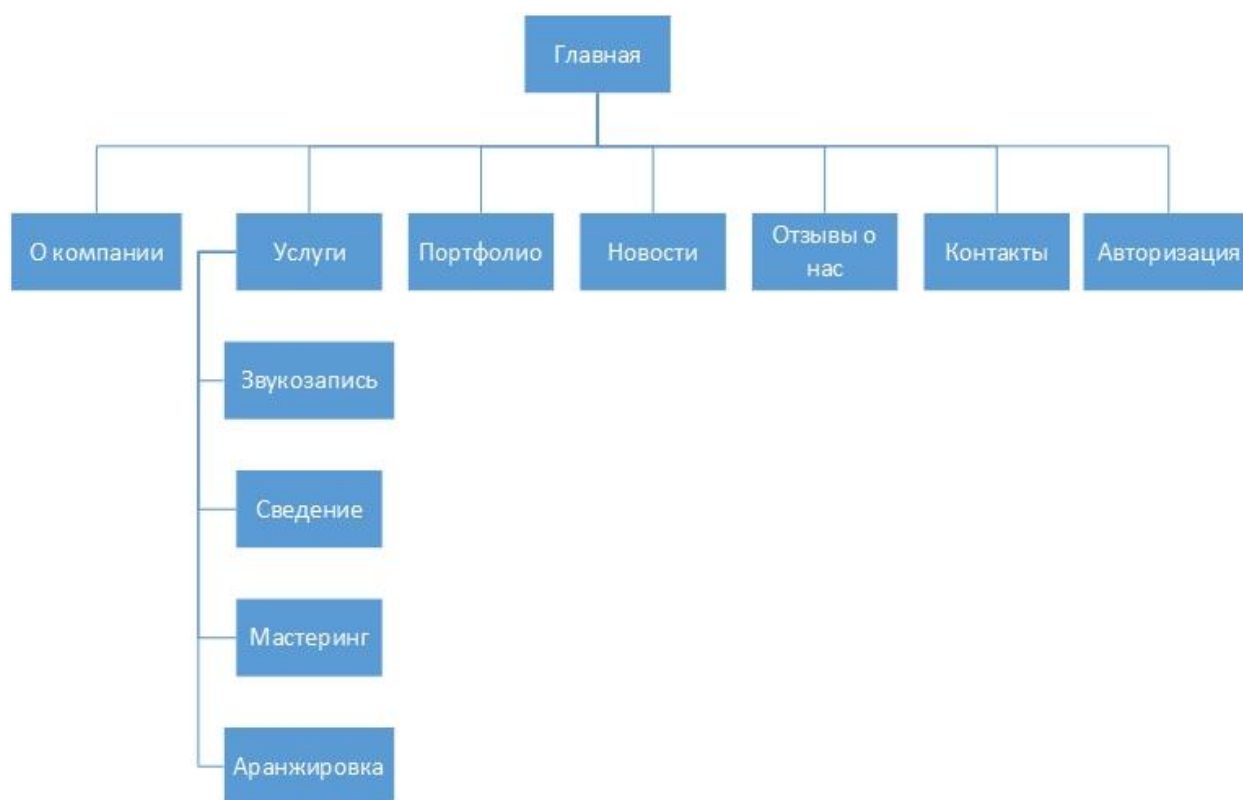 Главная
О компании
Услуги
Портфолио
Новости
Отзывы о
нас
Контакты
Авторизация
Звукозапись
Сведение
Мастеринг
Аранжировка